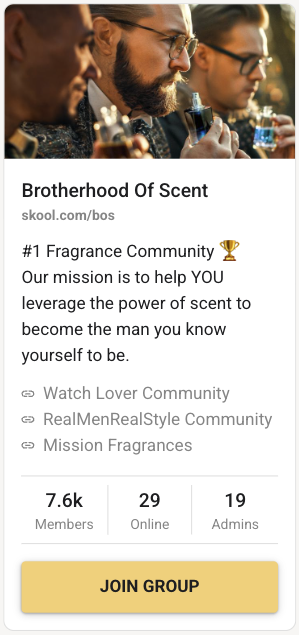 Brotherhood Of Scent
skool.com/bos
#1 Fragrance Community 🏆
Our mission is to help YOU
leverage the power of scent to
become the man you know
yourself to be.
Watch Lover Community
RealMenRealStyle Community
Mission Fragrances
7.6k 29 19
Members Online Admins
JOIN GROUP